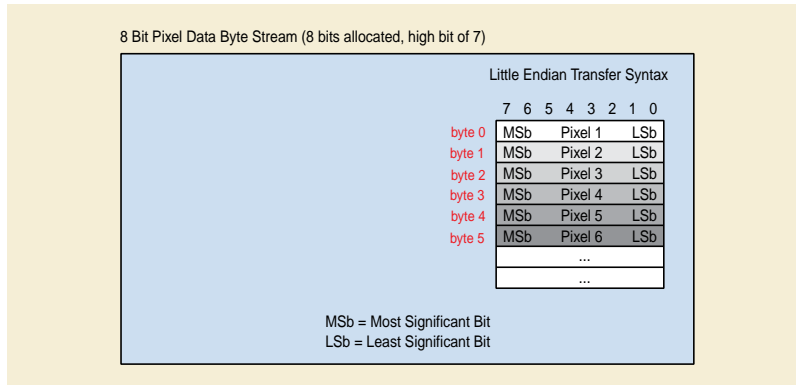 8 Bit Pixel Data Byte Stream (8 bits allocated, high bit of 7)
Little Endian Transfer Syntax
7 6 5 4 3 2 1 0
byte 0 MSb Pixel 1 LSb
byte 1 MSb Pixel 2 LSb
byte 2 MSb Pixel 3 LSb
byte 3 MSb Pixel 4 LSb
byte 4 MSb Pixel 5 LSb
byte 5 MSb Pixel 6 LSb
...
...
MSb = Most Significant Bit
LSb = Least Significant Bit